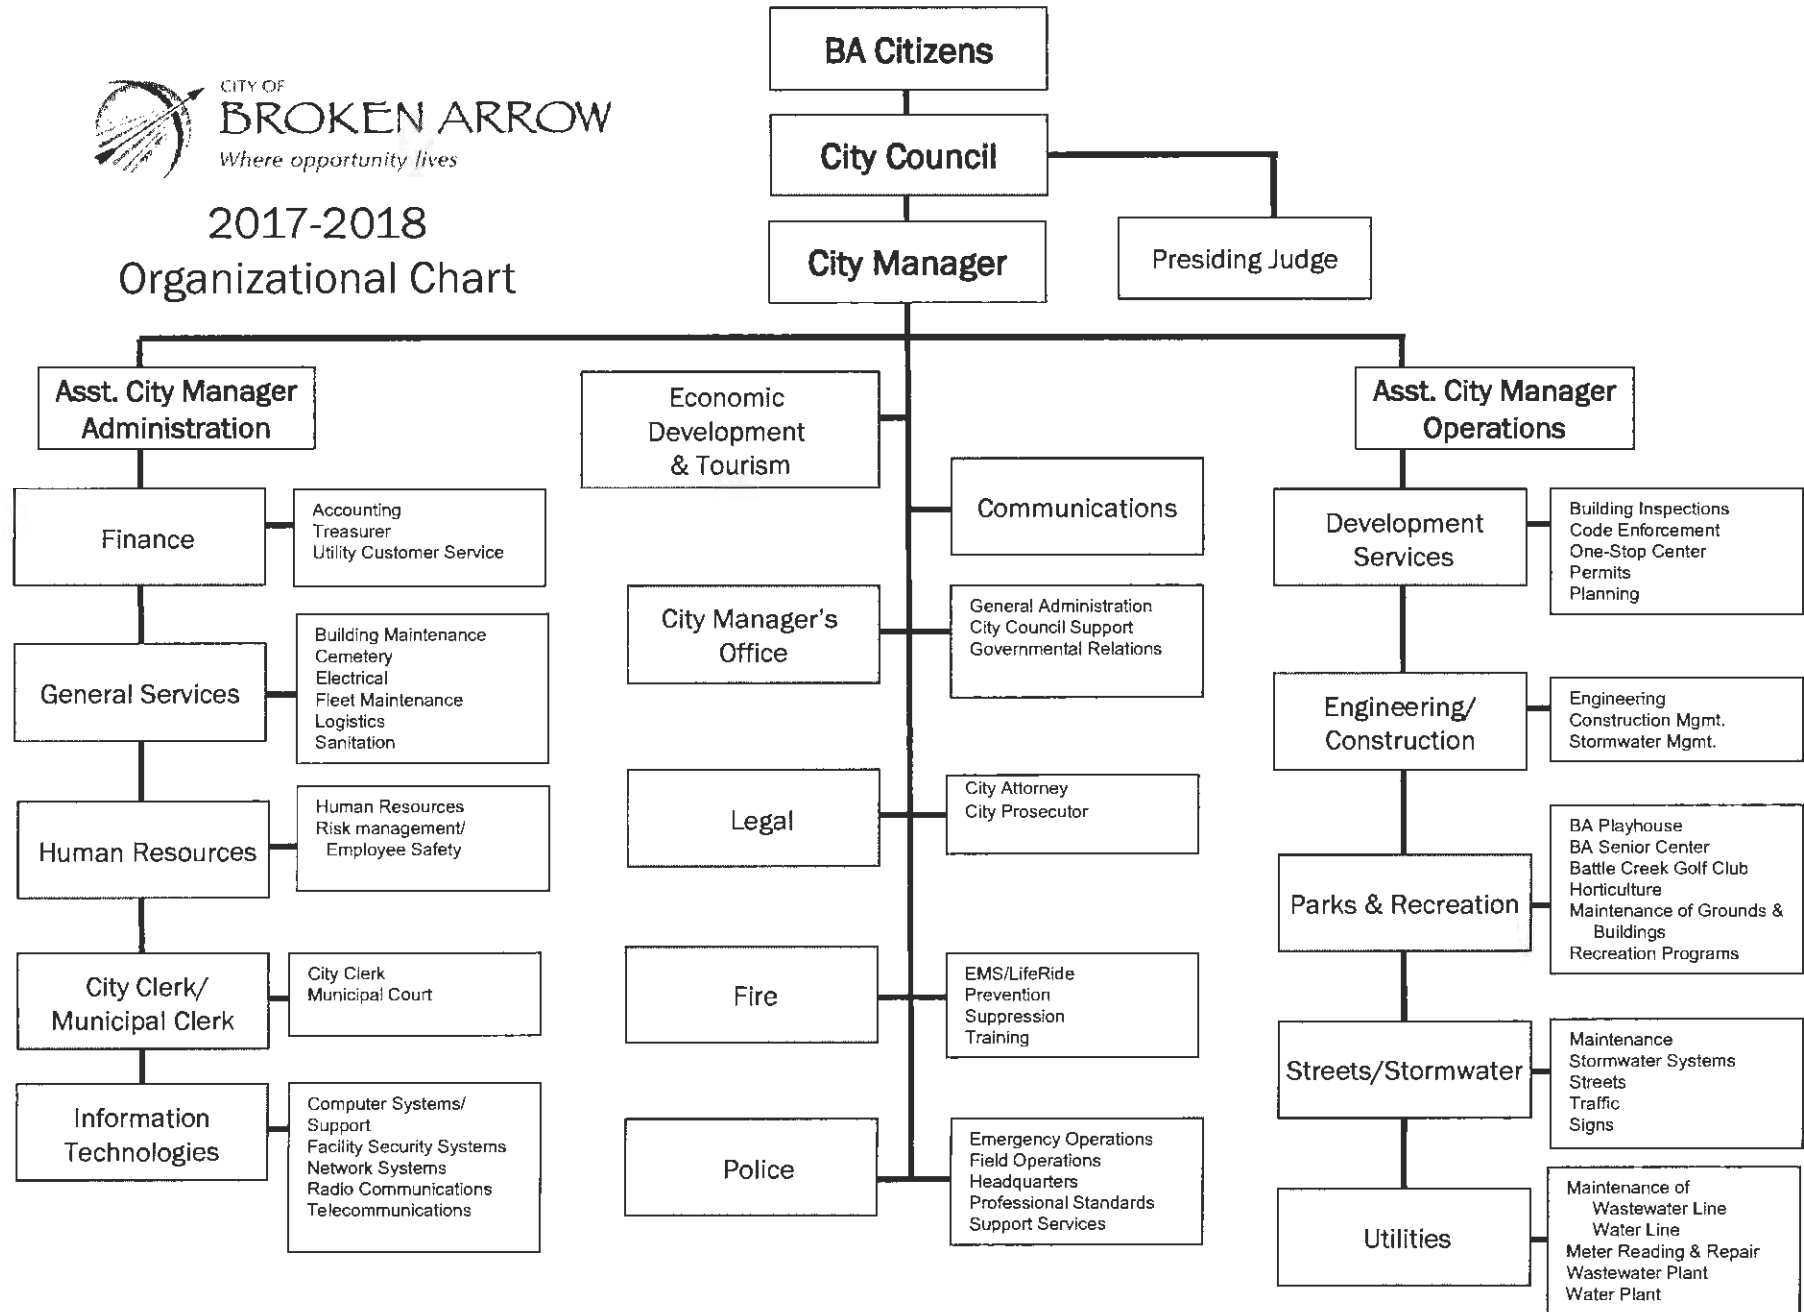 BA Citizens
CITY OF
BROKEN ARROW
Where opportunity lives
City Council
2017-2018
Organizational Chart
City Manager
Presiding Judge
Asst. City Manager
Administration
Finance
Accounting
Treasurer
Utility Customer Service
General Services
Building Maintenance
Cemetery
Electrical
Fleet Maintenance
Logistics
Sanitation
Human Resources
Human Resources
Risk management/
Employee Safety
City Clerk/
Municipal Clerk
City Clerk
Municipal Court
Information
Technologies
Computer Systems/
Support
Facility Security Systems
Network Systems
Radio Communications
Telecommunications
Economic
Development
& Tourism
Communications
City Manager's
Office
General Administration
City Council Support
Governmental Relations
Legal
City Attorney
City Prosecutor
Fire
EMS/LifeRide
Prevention
Suppression
Training
Police
Emergency Operations
Field Operations
Headquarters
Professional Standards
Support Services
Asst. City Manager
Operations
Development
Services
Building Inspections
Code Enforcement
One-Stop Center
Permits
Planning
Engineering/
Construction
Engineering
Construction Mgmt.
Stormwater Mgmt.
Parks & Recreation
BA Playhouse
BA Senior Center
Battle Creek Golf Club
Horticulture
Maintenance of Grounds &
Buildings
Recreation Programs
Streets/Stormwater
Maintenance
Stormwater Systems
Streets
Traffic
Signs
Utilities
Maintenance of
Wastewater Line
Water Line
Meter Reading & Repair
Wastewater Plant
Water Plant